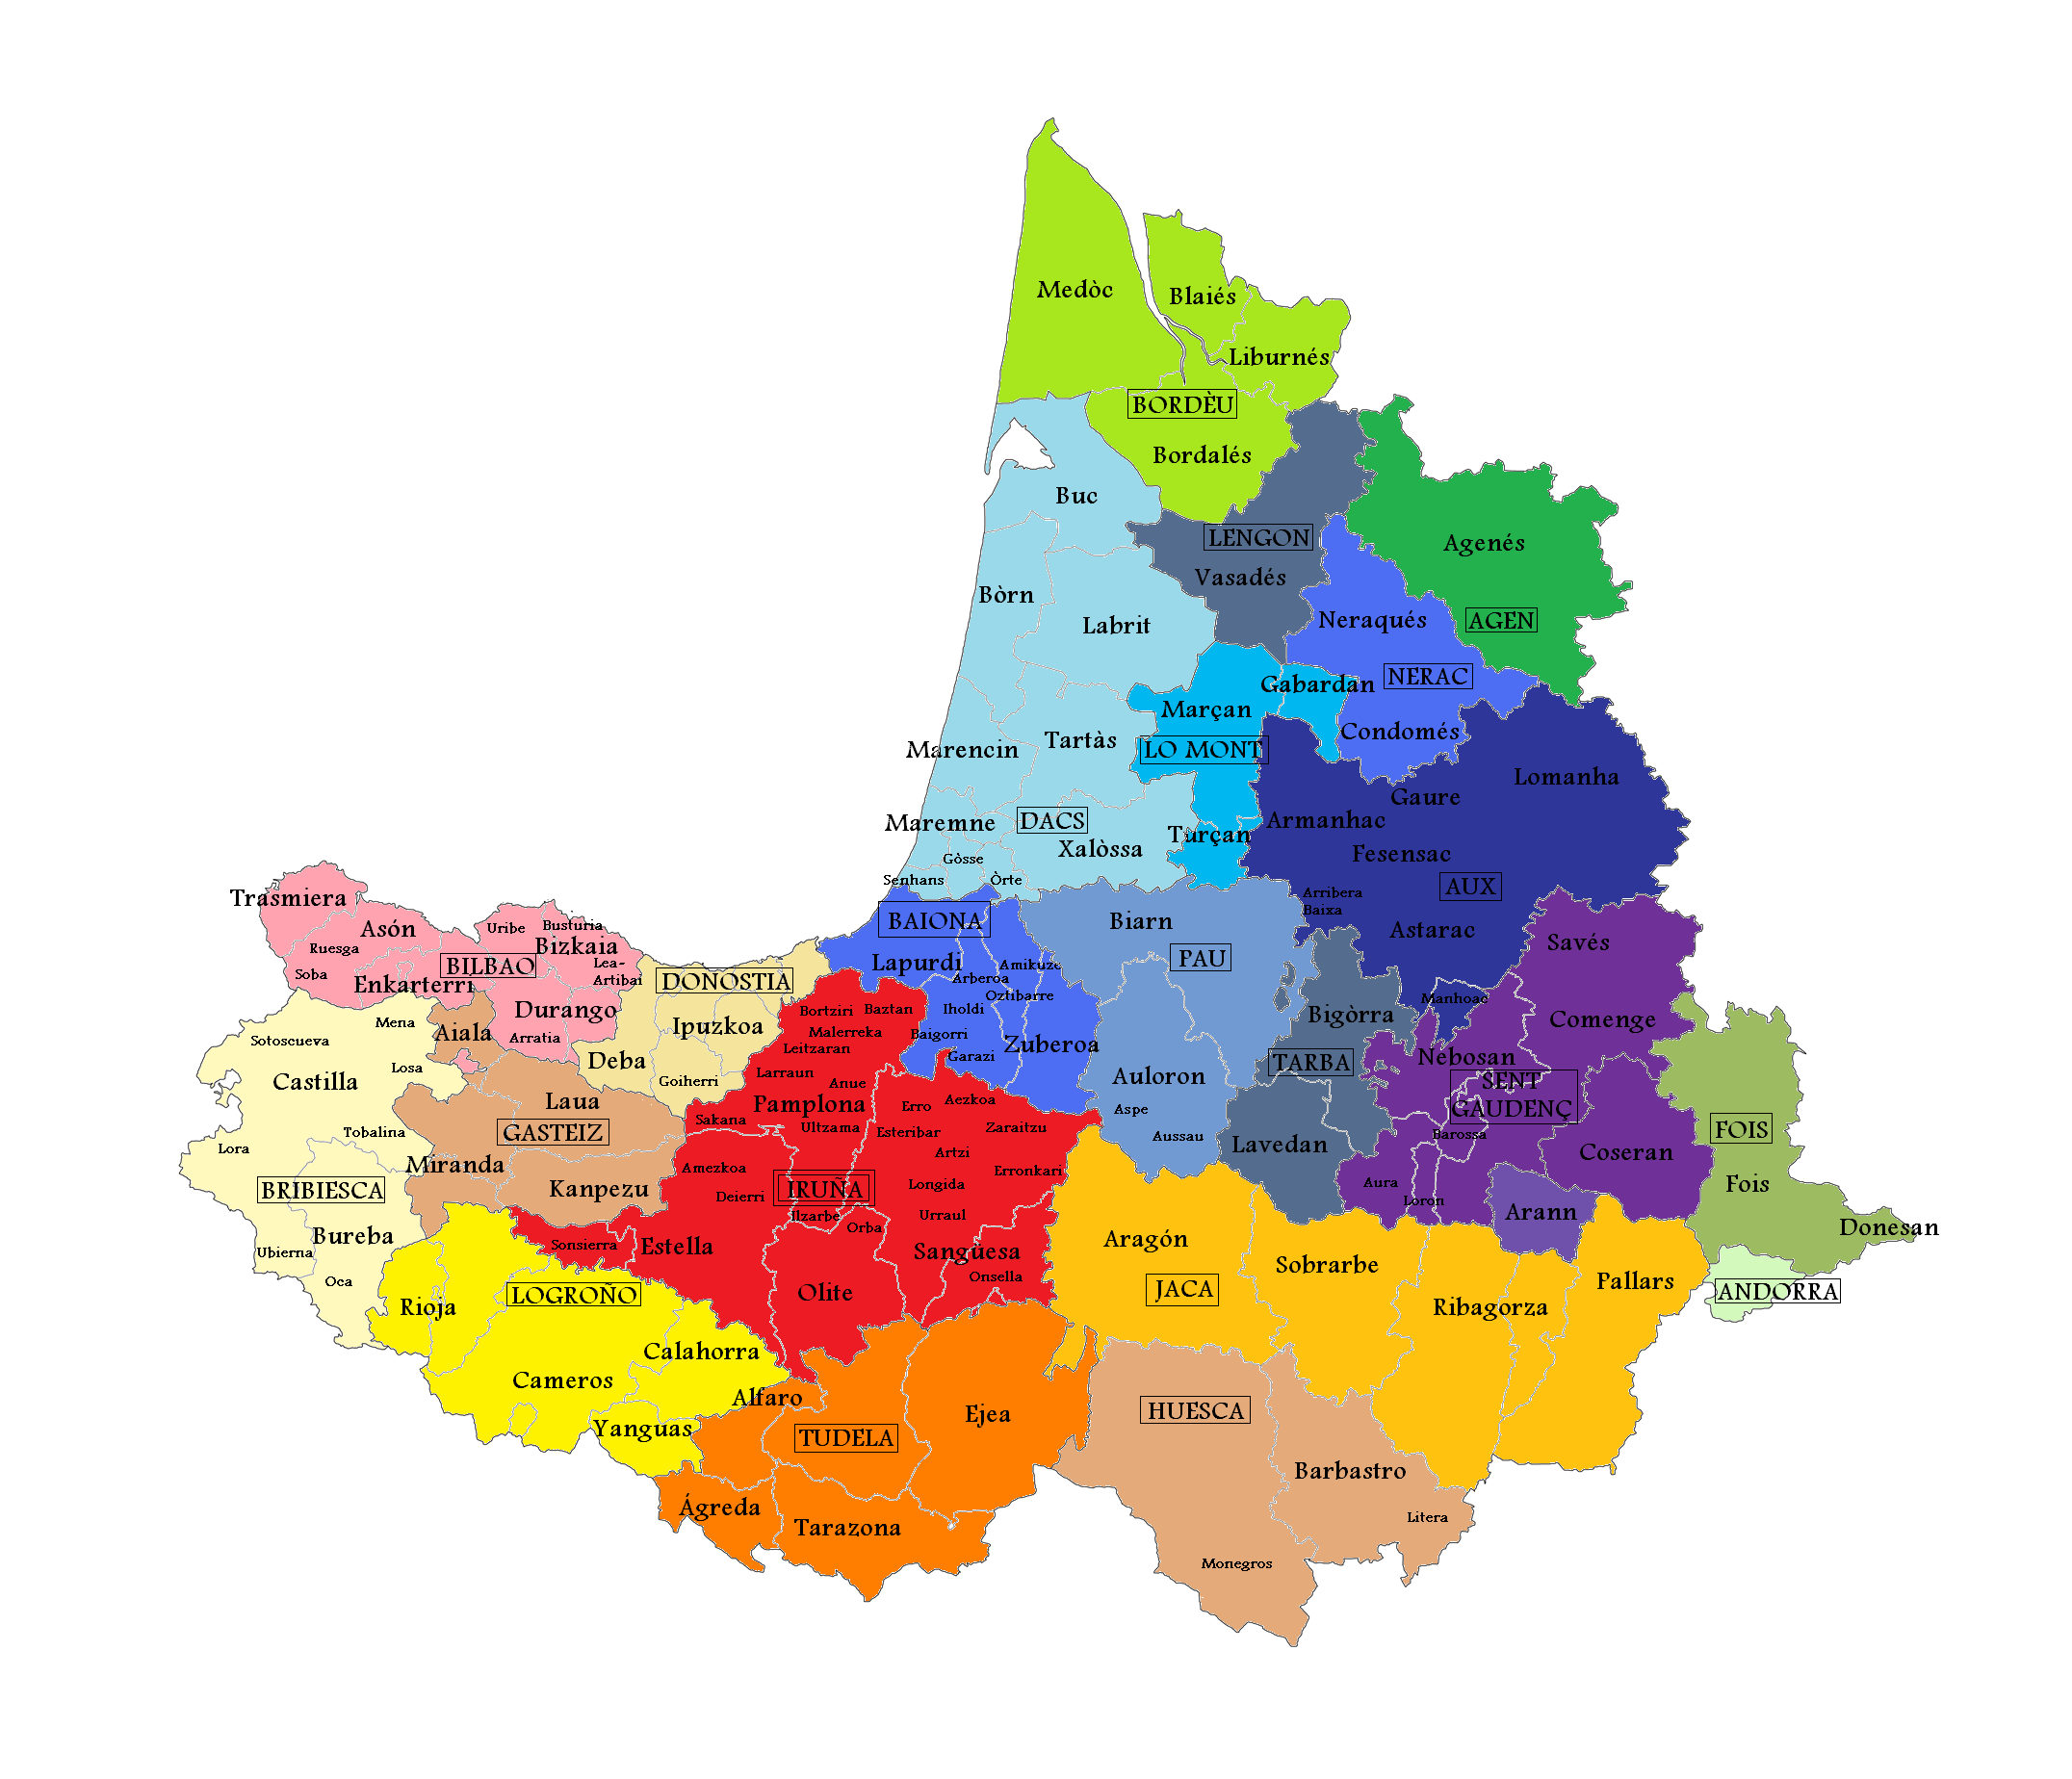 Medòc
Blaiés
Liburnés
BORDÈU
Bordalés
Buc
LENGON
Agenés
Vasadés
Bòrn
Labrit
Neraqués
AGEN
NERAC
Gabardan
Marçan
Condomés
Marencin
Tartàs
LO MONT
Lomanha
Gaure
Maremne
DACS
Armanhac
Turçan
Xalòssa
Fesensac
Gòsse
Senhans
Òrte
AUX
Arribera
Baixa
Trasmiera
Asón
Uribe
Busturia
BAIONA
Biarn
Astarac
Savés
Bizkaia
Ruesga
PAU
BILBAO
Lea-
Artibai
Lapurdi
Amikuze
Soba
Enkarterri
DONOSTIA
Arberoa
Oztibarre
Manhoac
Durango
Bortziri
Baztan
Iholdi
Bigòrra
Comenge
Mena
Aiala
Ipuzkoa
Malerreka
Baigorri
Sotoscueva
Arratia
Leitzaran
Zuberoa
Garazi
Nebosan
Deba
TARBA
Losa
Castilla
Goiherri
Larraun
Anue
Auloron
SENT
GAUDENÇ
Laua
Pamplona
Erro
Aezkoa
Aspe
Sakana
Ultzama
Esteribar
Zaraitzu
Tobalina
GASTEIZ
Aussau
Barossa
FOIS
Lora
Artzi
Lavedan
Coseran
Miranda
Amezkoa
Erronkari
BRIBIESCA
Kanpezu
Deierri
IRUÑA
Longida
Aura
Fois
Loron
Ilzarbe
Orba
Urraul
Arann
Bureba
Ubierna
Sonsierra
Estella
Sangüesa
Aragón
Donesan
Oca
Onsella
Sobrarbe
Pallars
LOGROÑO
Olite
JACA
ANDORRA
Rioja
Ribagorza
Calahorra
Cameros
Alfaro
Ejea
HUESCA
Yanguas
TUDELA
Barbastro
Ágreda
Tarazona
Litera
Monegros